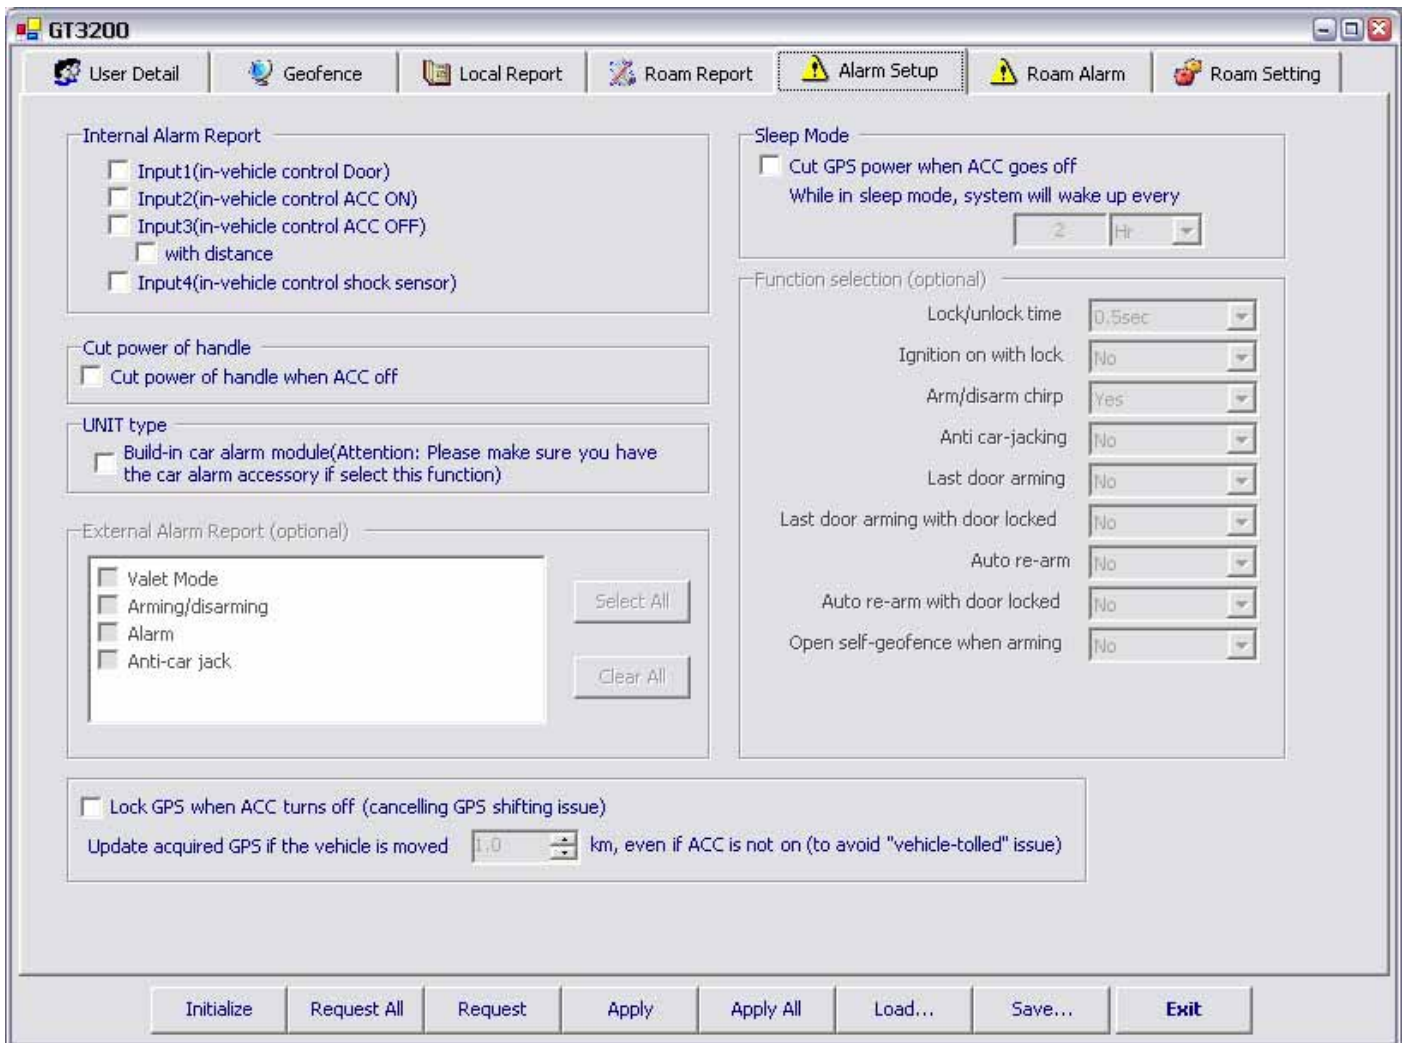 GT3200
User Detail
Geofence
Local Report
Roam Report
Alarm Setup
Roam Alarm
Roam Setting
Internal Alarm Report
Input1(in-vehicle control Door)
Input2(in-vehicle control ACC ON)
Input3(in-vehicle control ACC OFF)
with distance
Input4(in-vehicle control shock sensor)
Cut power of handle
Cut power of handle when ACC off
UNIT type
Build-in car alarm module(Attention: Please make sure you have
the car alarm accessory if select this function)
External Alarm Report (optional)
Valet Mode
Arming/disarming
Alarm
Anti-car jack
Select All
Clear All
Sleep Mode
Cut GPS power when ACC goes off
While in sleep mode, system will wake up every
2 Hr
Function selection (optional)
Lock/unlock time 0.5sec
Ignition on with lock No
Arm/disarm chirp Yes
Anti car-jacking No
Last door arming No
Last door arming with door locked No
Auto re-arm No
Auto re-arm with door locked No
Open self-geofence when arming No
Lock GPS when ACC turns off (cancelling GPS shifting issue)
Update acquired GPS if the vehicle is moved 1.0 km, even if ACC is not on (to avoid "vehicle-tolled" issue)
Initialize
Request All
Request
Apply
Apply All
Load...
Save...
Exit